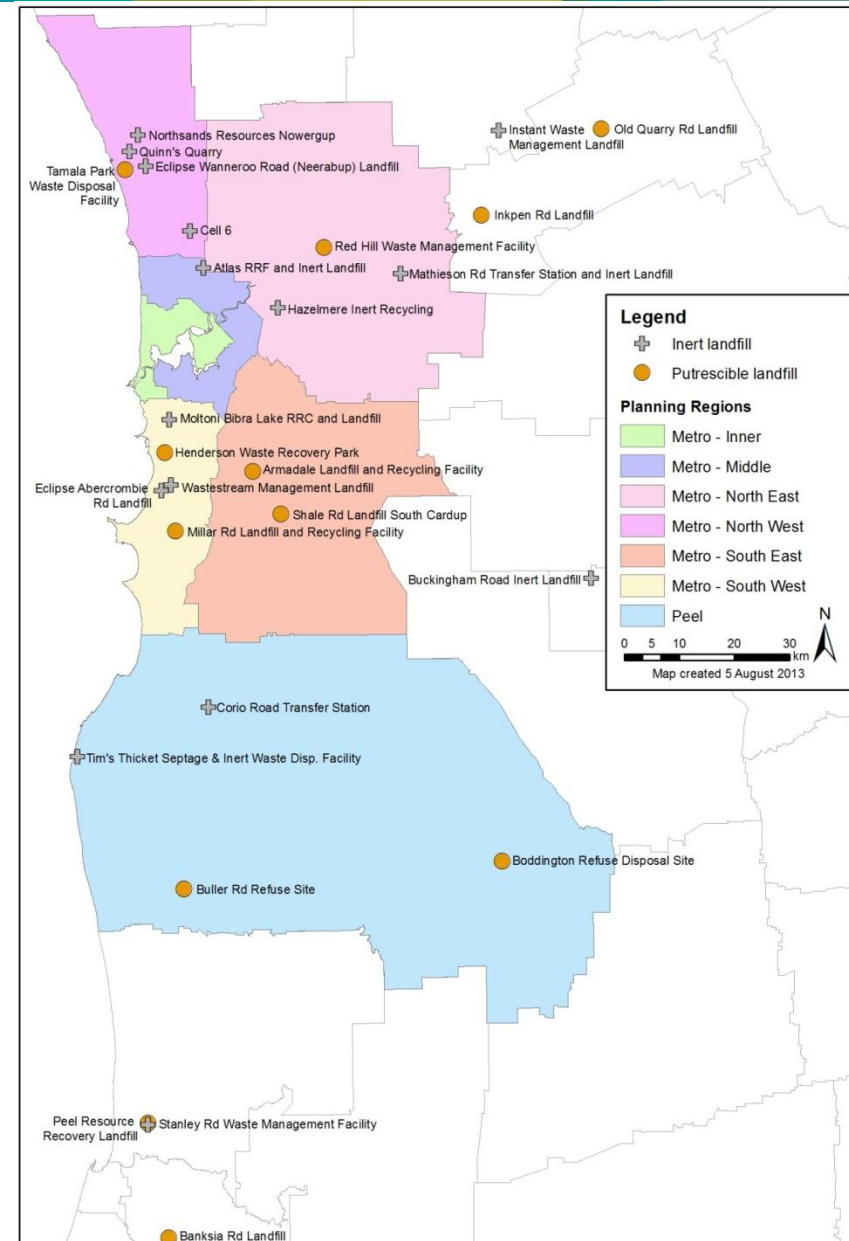 Northsands Resources Nowergup
Quinn's Quarry
Eclipse Wanneroo Road (Neerabup) Landfill
Tamala Park
Waste Disposal
Facility
Instant Waste
Management Landfill
Old Quarry Rd Landfill
Inkpen Rd Landfill
Cell 6
Red Hill Waste Management Facility
Atlas RRF and Inert Landfill
Mathieson Rd Transfer Station and Inert Landfill
Hazelmere Inert Recycling
Moltoni Bibra Lake RRC and Landfill
Henderson Waste Recovery Park
Armadale Landfill and Recycling Facility
Eclipse Abercrombie
Rd Landfill
Wastestream Management Landfill
Shale Rd Landfill South Cardup
Millar Rd Landfill and Recycling Facility
Buckingham Road Inert Landfill
Legend
Inert landfill
Putrescible landfill
Planning Regions
Metro - Inner
Metro - Middle
Metro - North East
Metro - North West
Metro - South East
Metro - South West
Peel
N
0 5 10 20 30
km
Map created 5 August 2013
Corio Road Transfer Station
Tim's Thicket Septage & Inert Waste Disp. Facility
Boddington Refuse Disposal Site
Buller Rd Refuse Site
Peel Resource
Recovery Landfill
Stanley Rd Waste Management Facility
Banksia Rd Landfill